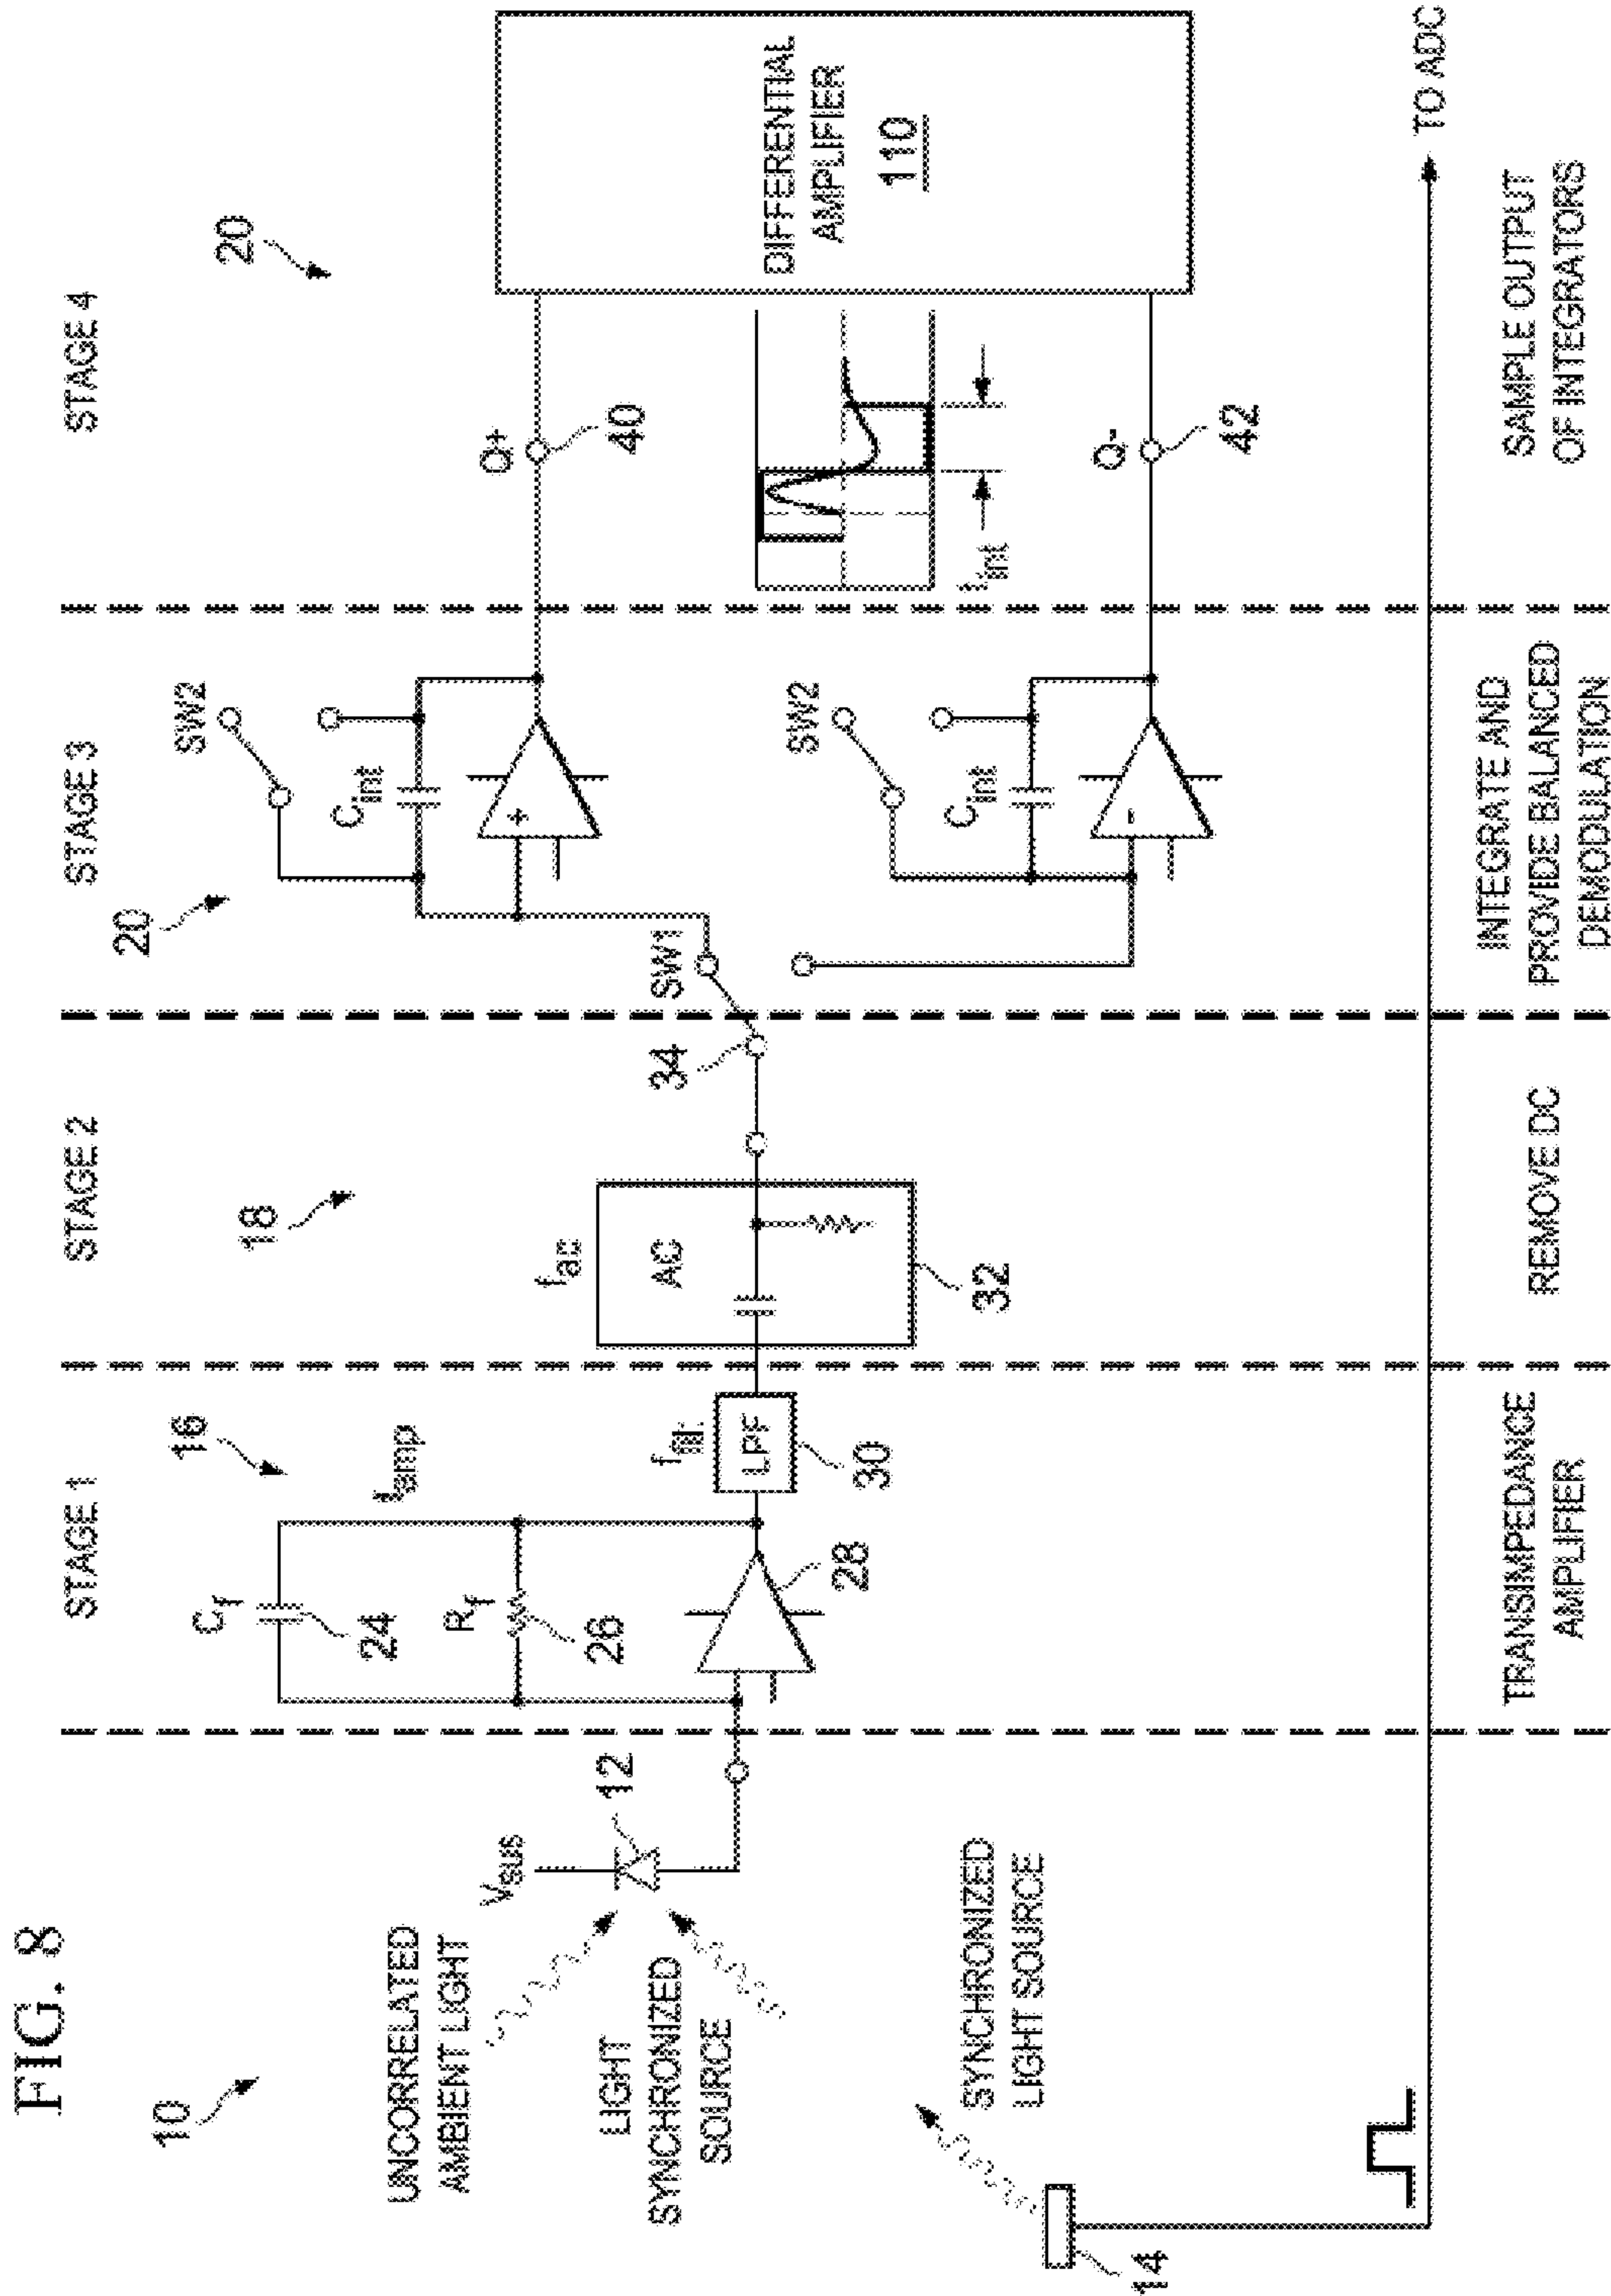 FIG. 8
10
STAGE 1
STAGE 2
STAGE 3
STAGE 4
UNCORRELATED
AMBIENT LIGHT
LIGHT
SYNCHRONIZED
SOURCE
Vsus
12
SYNCHRONIZED
LIGHT SOURCE
14
16
Cf
24
famp
Rf
26
28
ffilt.
LPF
30
18
fac
AC
32
34
SW1
20
SW2
Cint
+
SW2
Cint
-
20
Q+
40
tint
Q-
42
DIFFERENTIAL
AMPLIFIER
110
TO ADC
TRANSIMPEDANCE
AMPLIFIER
REMOVE DC
INTEGRATE AND
PROVIDE BALANCED
DEMODULATION
SAMPLE OUTPUT
OF INTEGRATORS